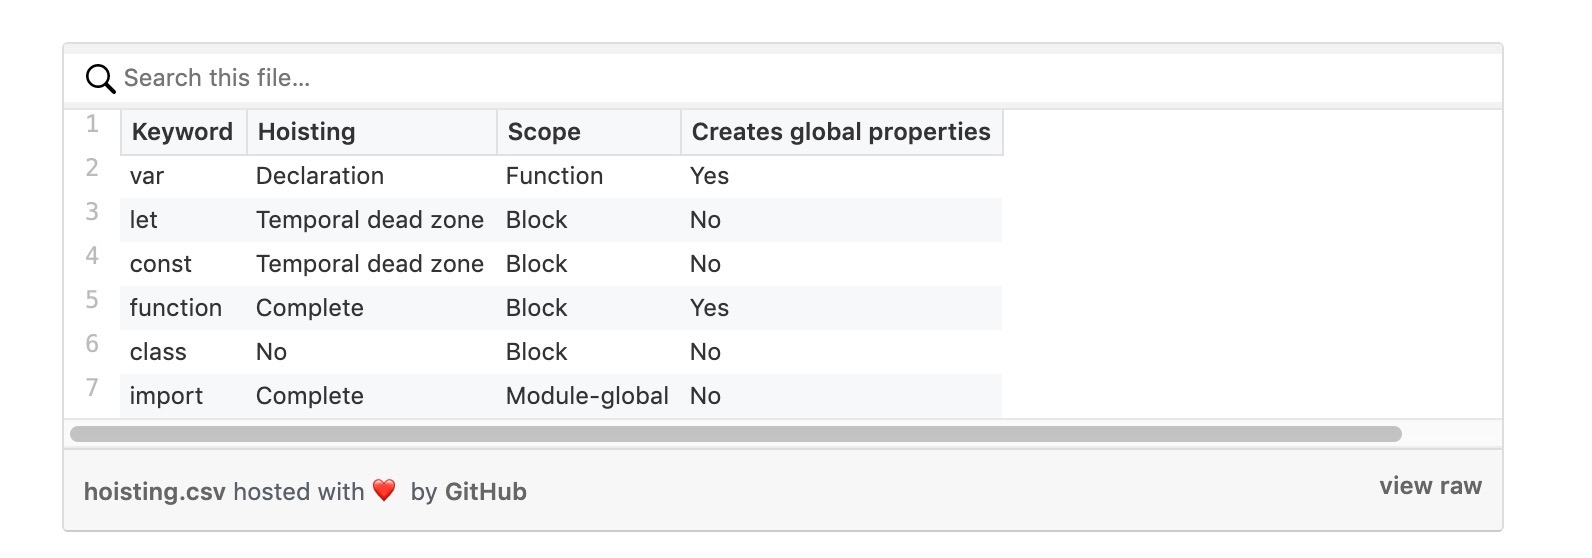 Search this file...
1 Keyword Hoisting Scope Creates global properties
2 var Declaration Function Yes
3 let Temporal dead zone Block No
4 const Temporal dead zone Block No
5 function Complete Block Yes
6 class No Block No
7 import Complete Module-global No
hoisting.csv hosted with ❤ by GitHub view raw